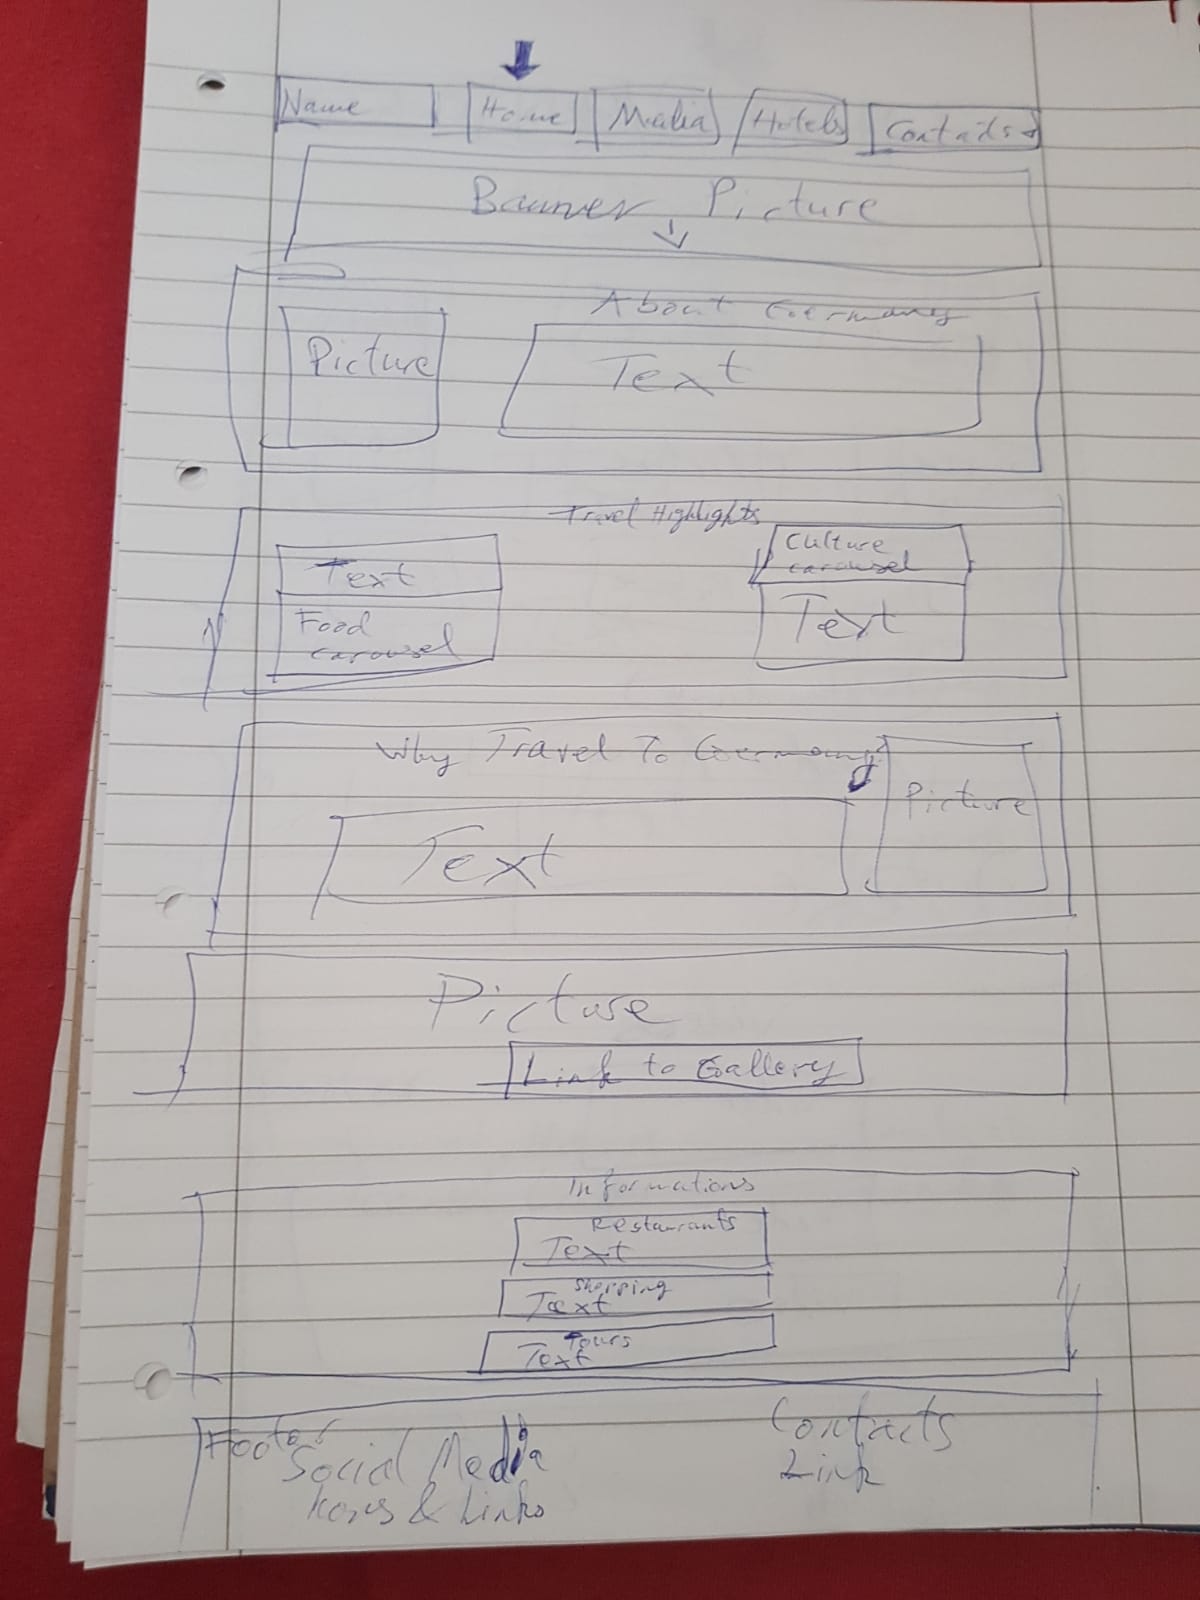 Name Home Media Hotels Contacts
Banner Picture
About Germany
Picture Text
Travel Highlights
Text
Food
carousel
Culture
carousel
Text
Why Travel To Germany
Picture
Text
Picture
Link to Gallery
Informations
Restaurants
Text
Shopping
Text
Tours
Text
Footer
Social Media
Icons & Links
Contacts
Link